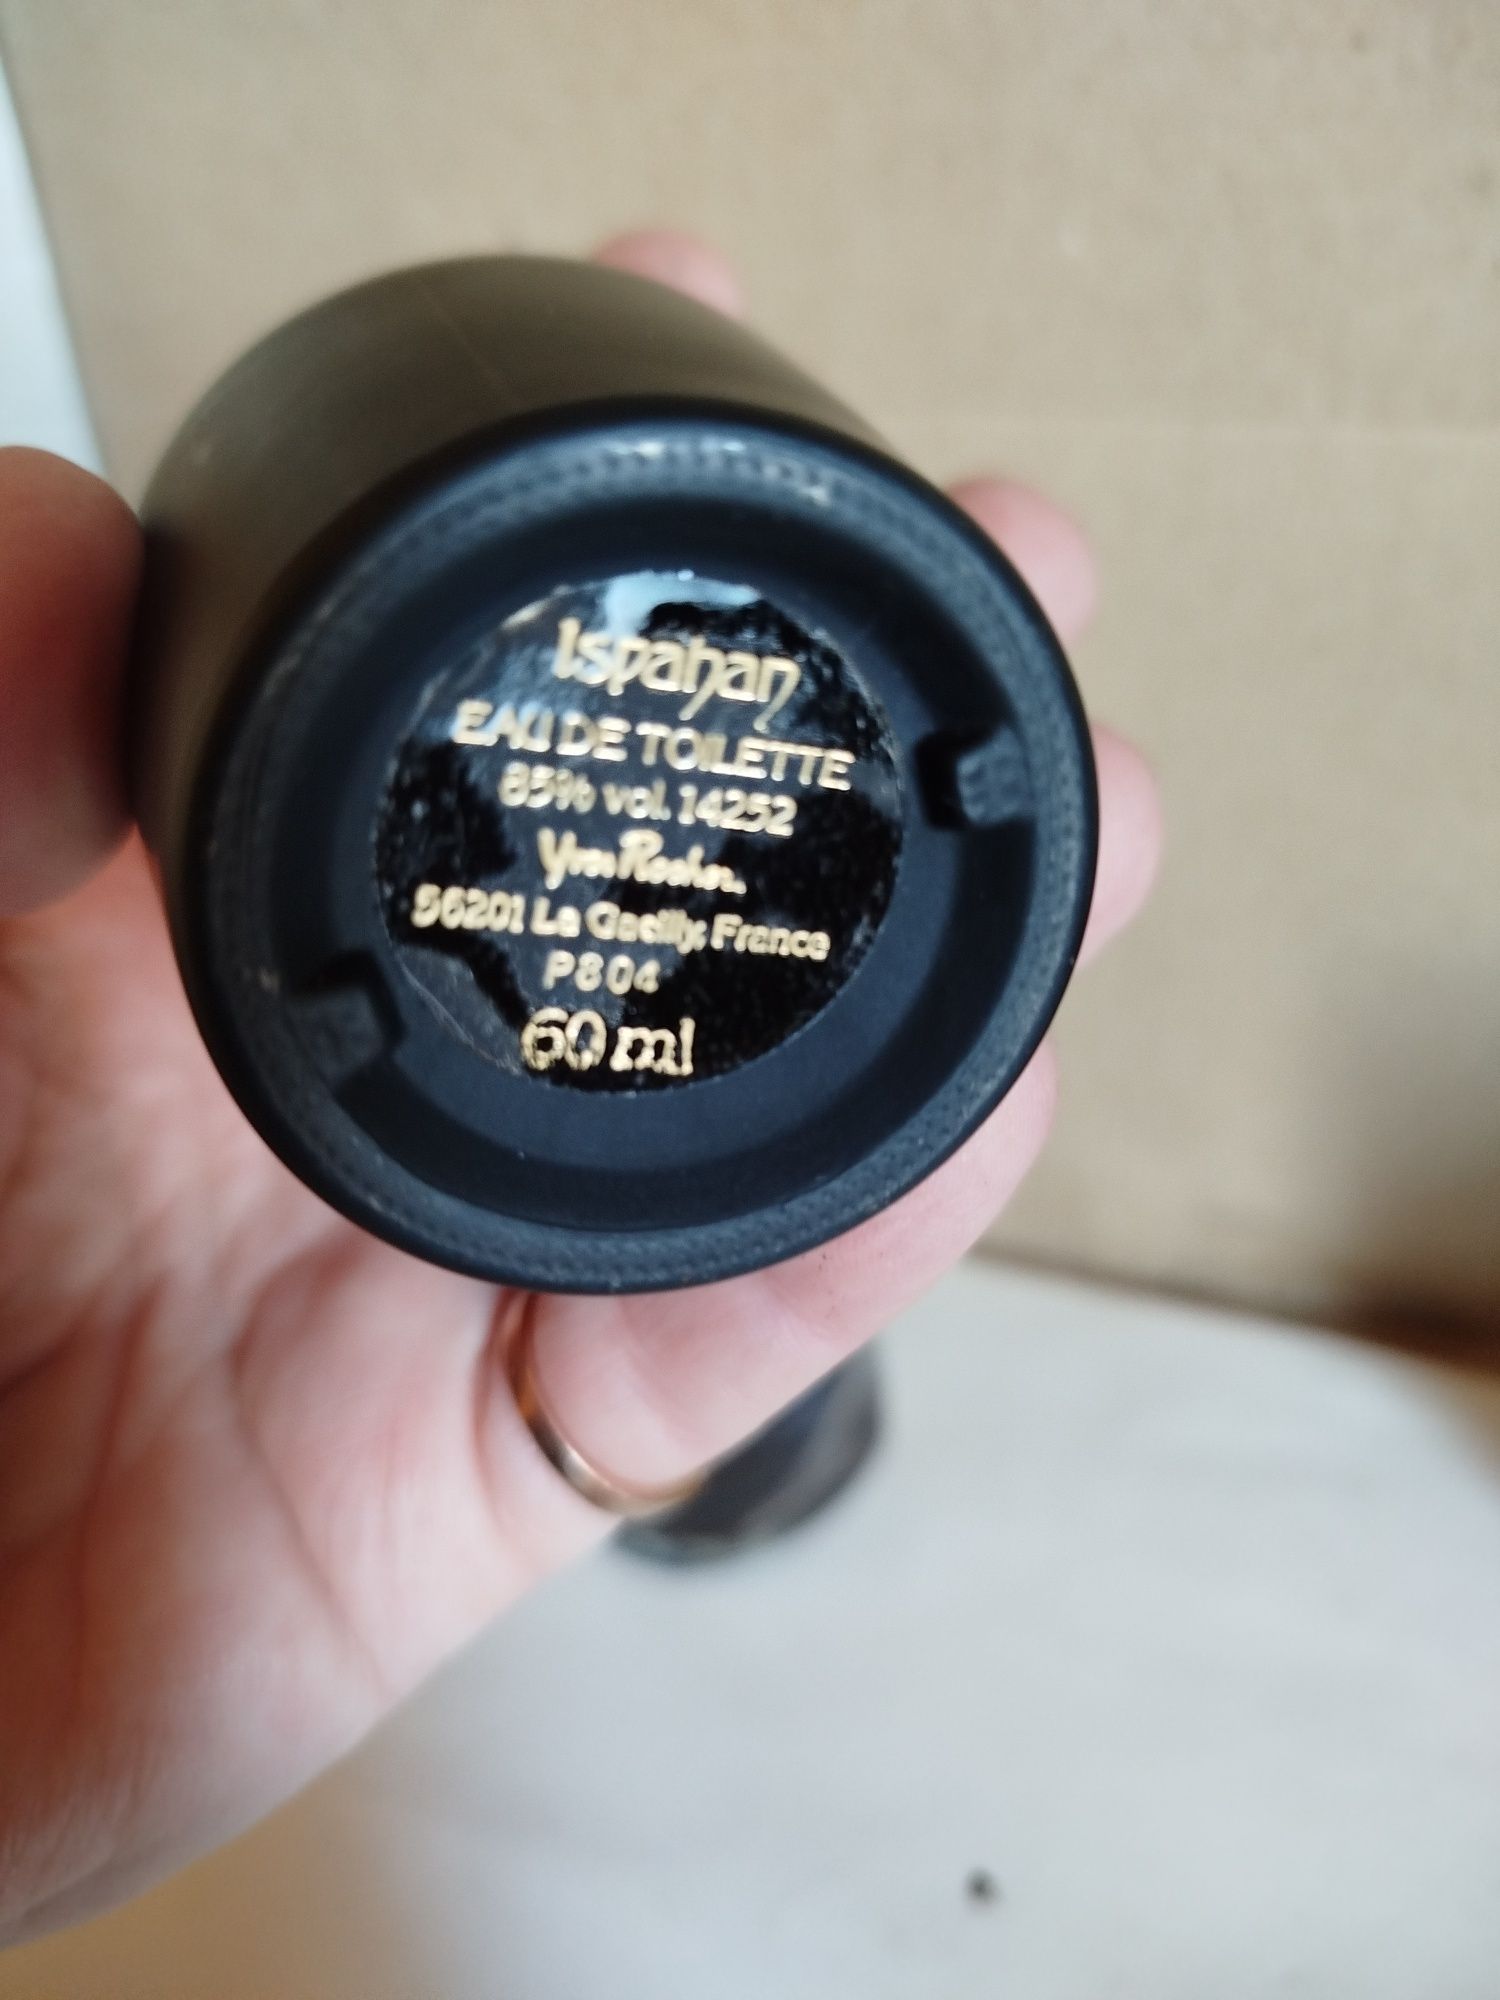 Ispahan
EAU DE TOILETTE
85% vol. 14252
Yves Rocher
56201 La Gacilly, France
P804
60 ml